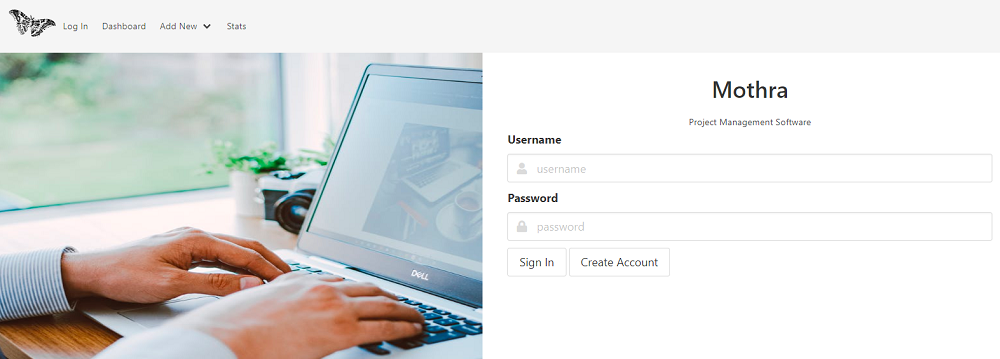 Log In Dashboard Add New Stats
Mothra
Project Management Software
Username
username
Password
password
Sign In Create Account
DELL